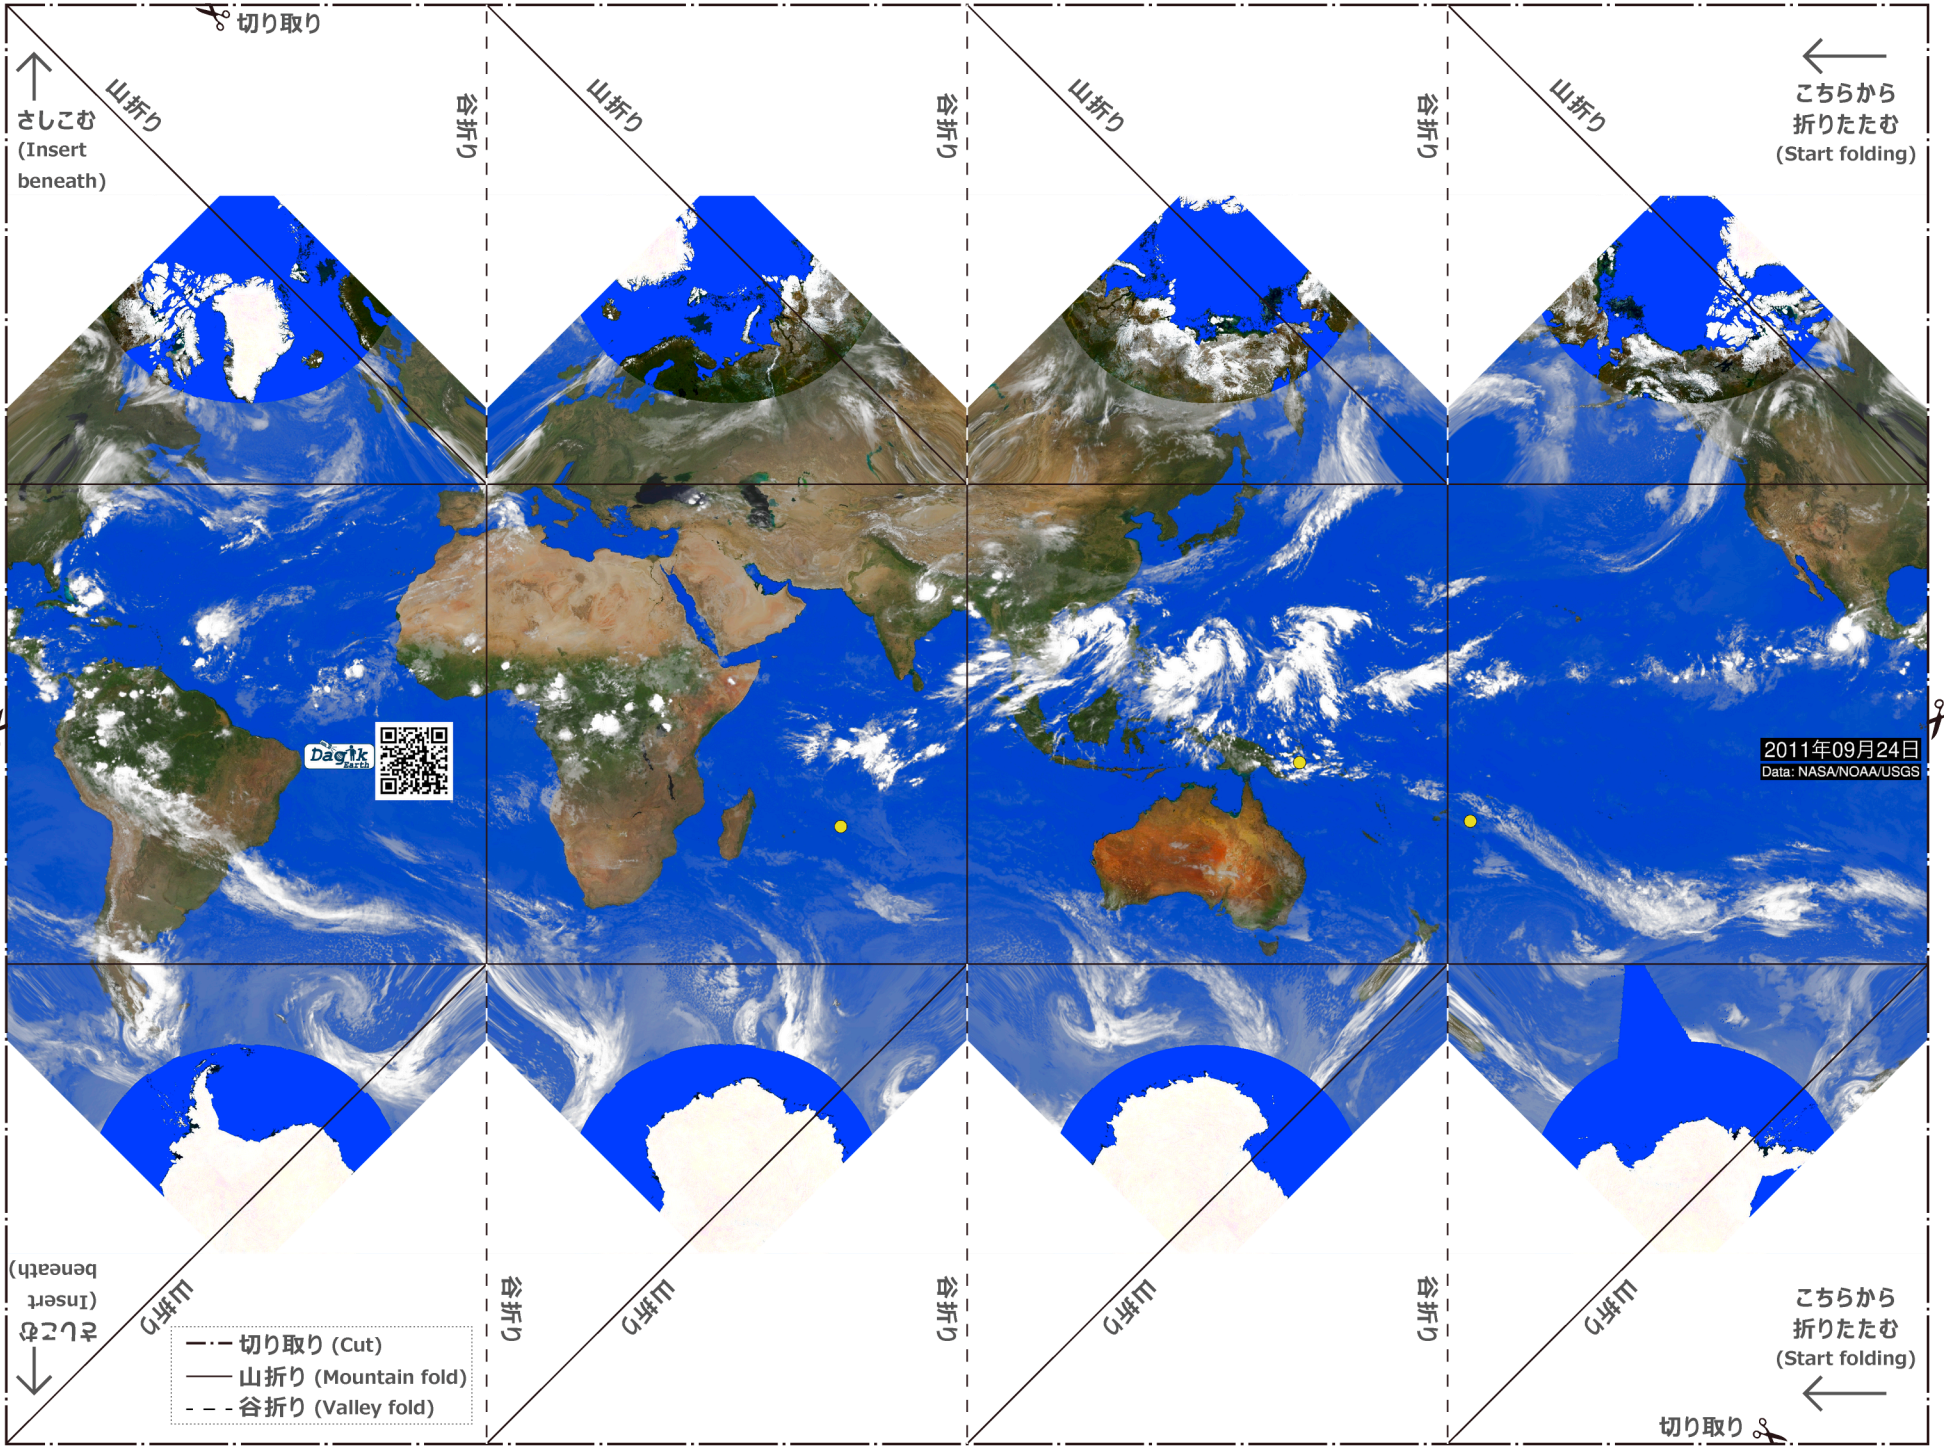 切り取り
山折り
谷折り
山折り
谷折り
山折り
谷折り
山折り
さしこむ
(Insert
beneath)
こちらから
折りたたむ
(Start folding)
Dagik
Earth
2011年09月24日
Data: NASA/NOAA/USGS
さしこむ
(Insert
beneath)
山折り
谷折り
山折り
谷折り
山折り
谷折り
山折り
こちらから
折りたたむ
(Start folding)
切り取り (Cut)
山折り (Mountain fold)
谷折り (Valley fold)
切り取り